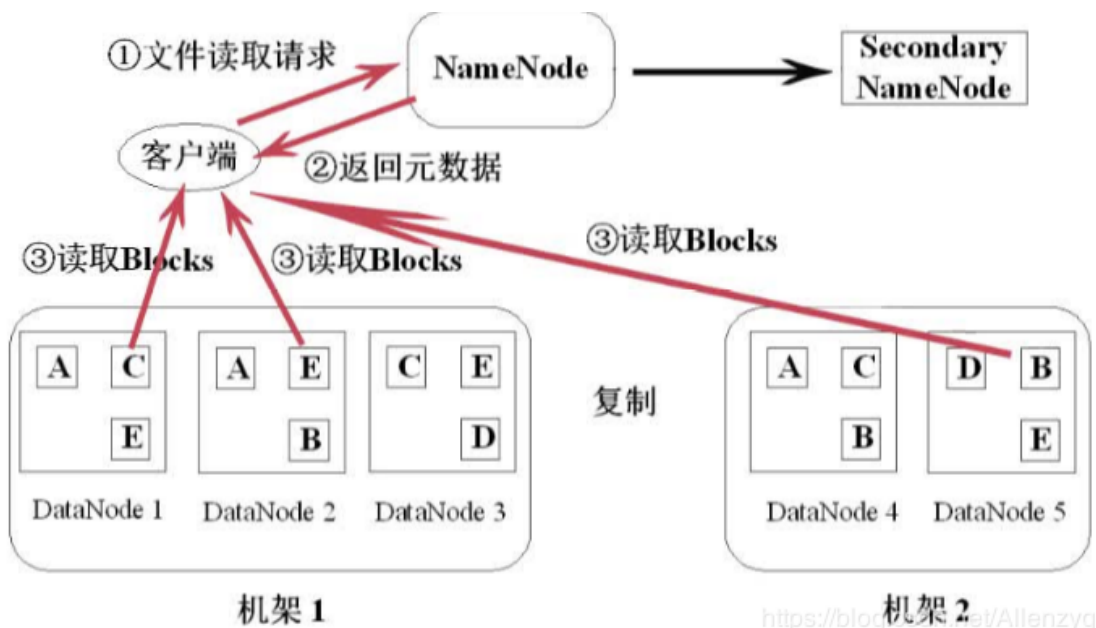 ①文件读取请求
NameNode
Secondary
NameNode
客户端
②返回元数据
③读取Blocks
③读取Blocks
③读取Blocks
A
C
E
A
E
B
C
E
D
复制
A
C
B
D
B
E
DataNode 1
DataNode 2
DataNode 3
DataNode 4
DataNode 5
机架 1
机架 2